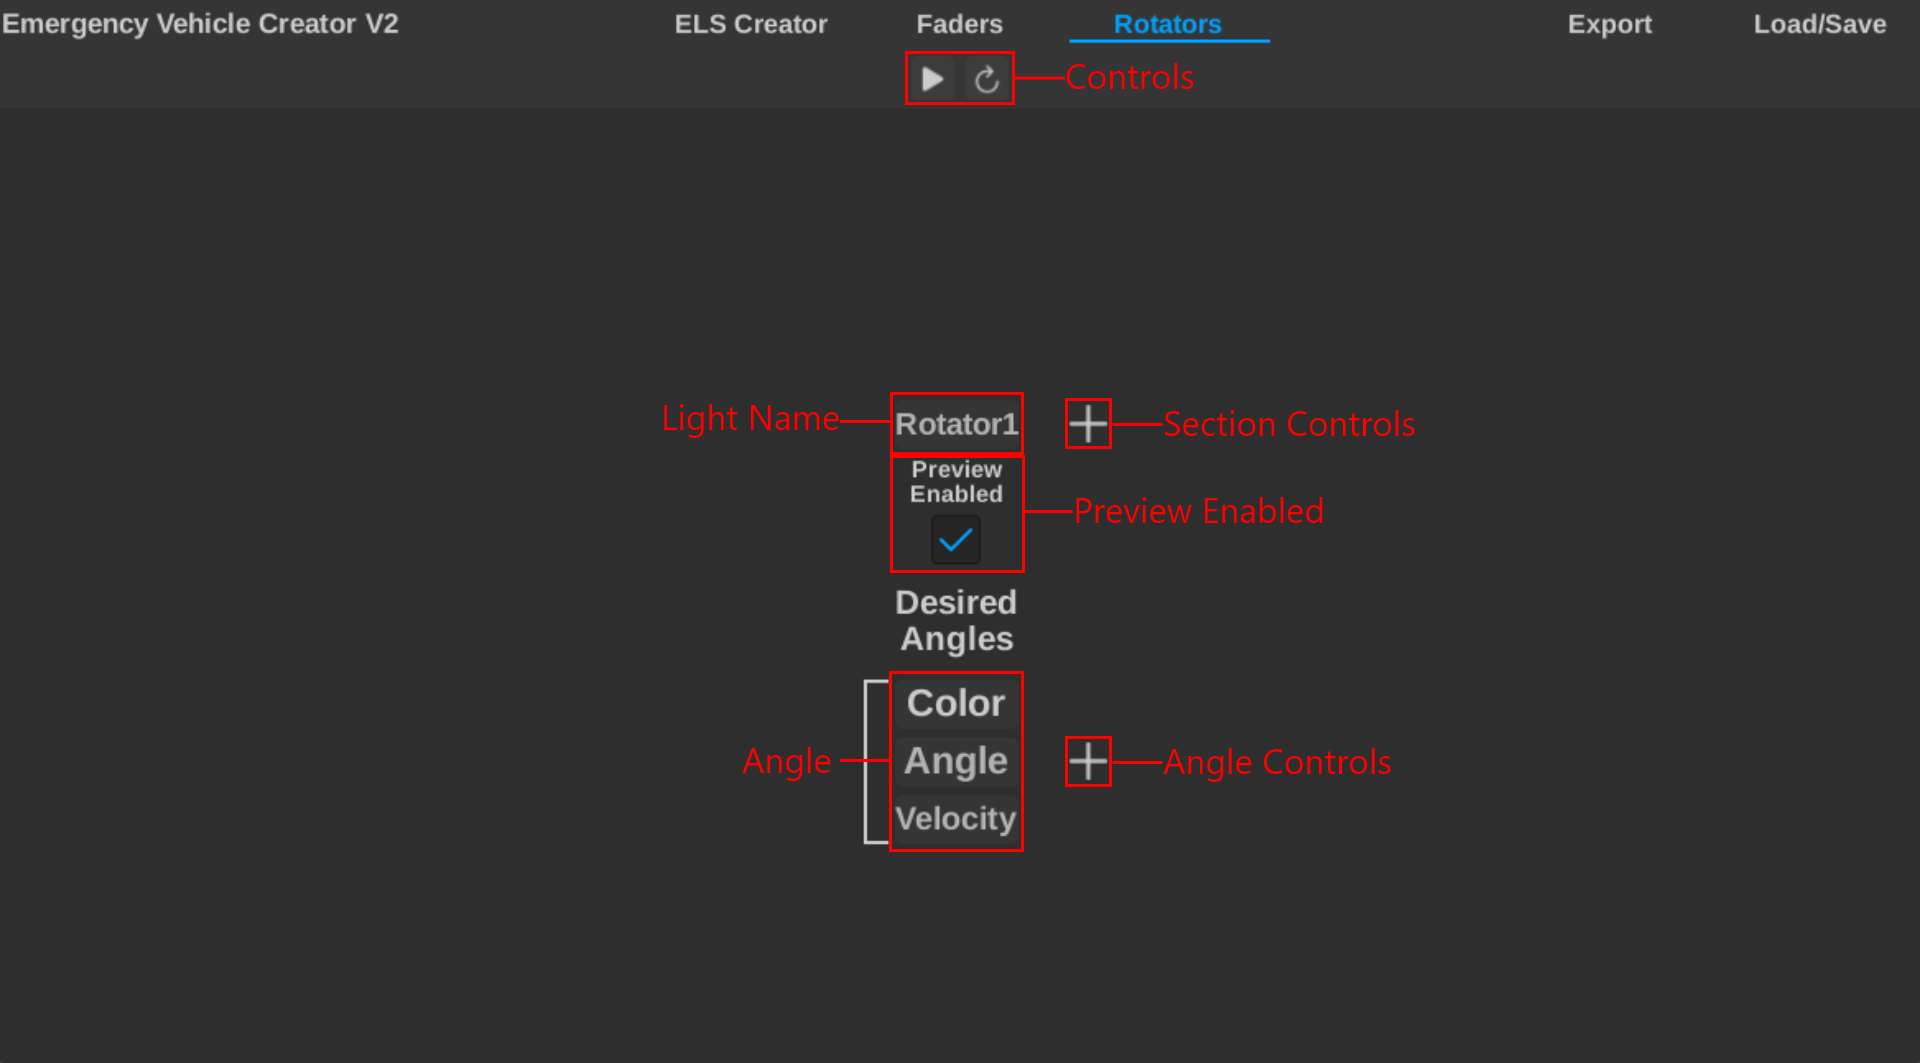 Emergency Vehicle Creator V2
ELS Creator
Faders
Rotators
Export
Load/Save
Controls
Light Name
Rotator1
Section Controls
Preview
Enabled
Preview Enabled
Desired
Angles
Color
Angle
Angle
Angle Controls
Velocity